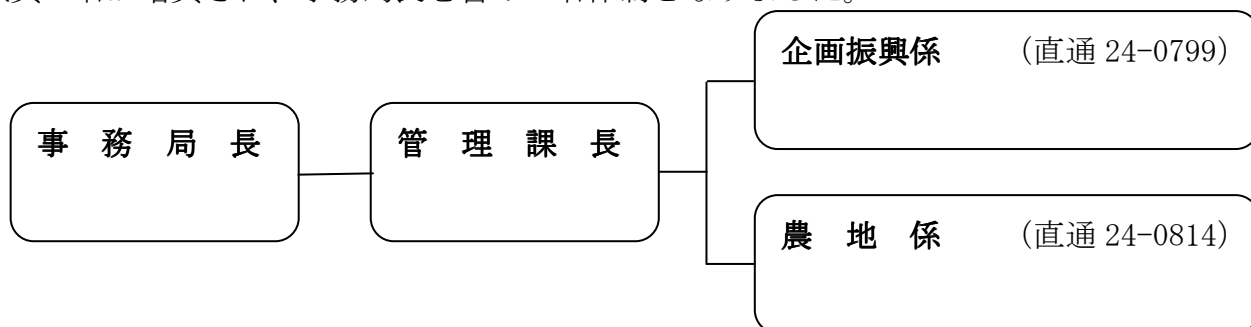 企画振興係 (直通 24-0799)
事務局長
管理課長
農地係 (直通 24-0814)